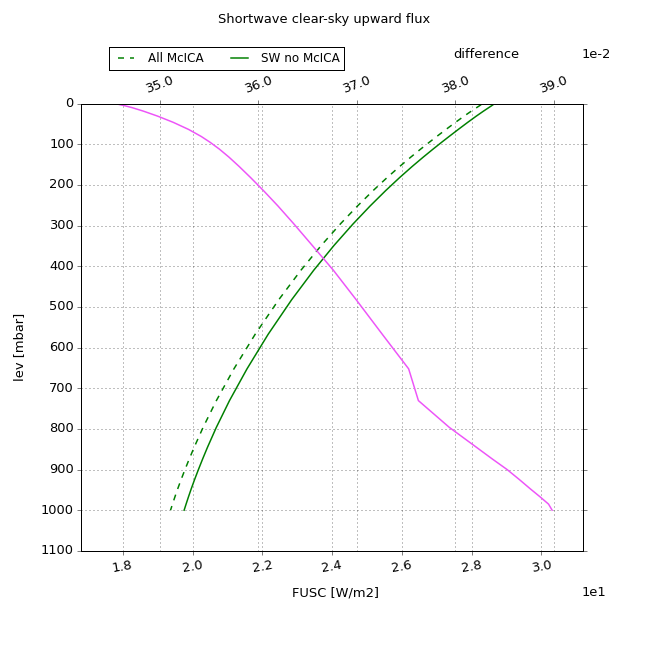 Shortwave clear-sky upward flux
All McICA SW no McICA difference 1e-2
35.0 36.0 37.0 38.0 39.0
0
100
200
300
400
500
600
700
800
900
1000
1100
lev [mbar]
1.8 2.0 2.2 2.4 2.6 2.8 3.0
FUSC [W/m2] 1e1